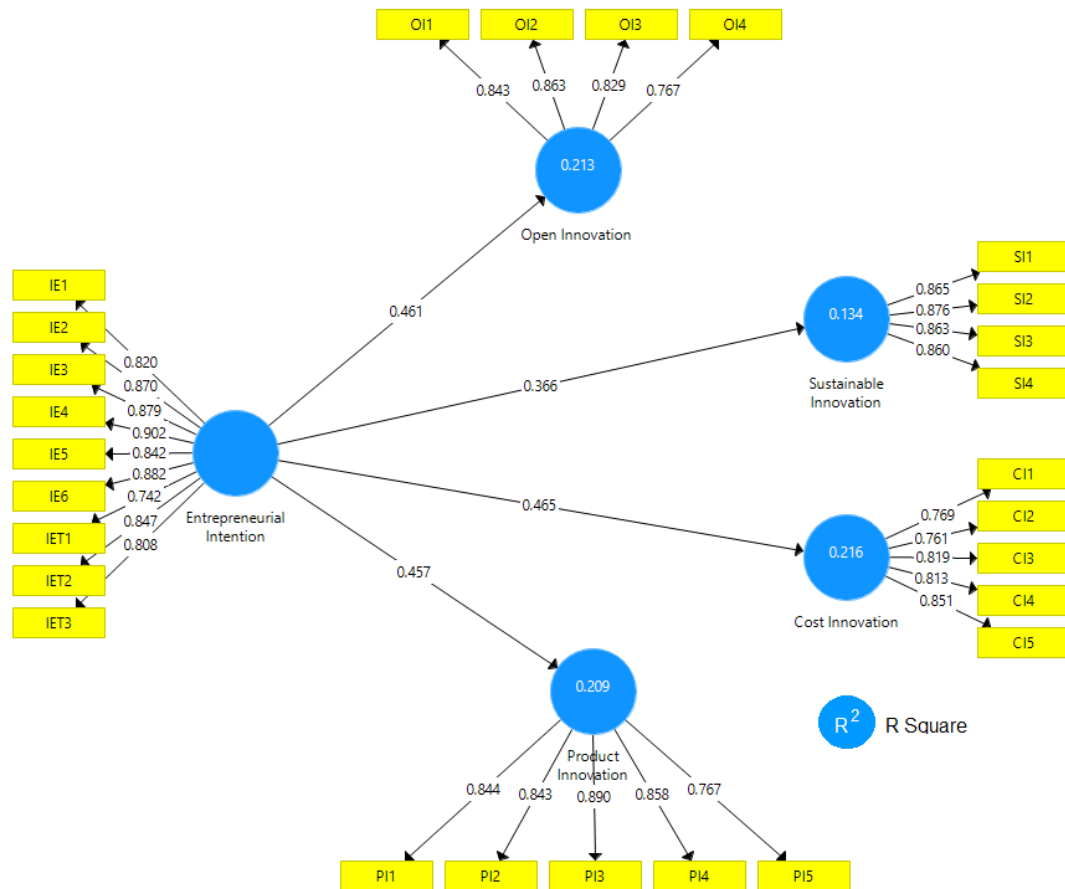 OI1 OI2 OI3 OI4
0.843 0.863 0.829 0.767
0.213
Open Innovation
IE1
IE2
IE3
IE4
IE5
IE6
IET1
IET2
IET3
0.820
0.870
0.879
0.902
0.842
0.882
0.742
0.847
0.808
Entrepreneurial
Intention
0.461
0.366
0.465
0.457
0.134
Sustainable
Innovation
0.865
0.876
0.863
0.860
SI1
SI2
SI3
SI4
0.216
Cost Innovation
0.769
0.761
0.819
0.813
0.851
CI1
CI2
CI3
CI4
CI5
0.209
Product
Innovation
0.844 0.843 0.890 0.858 0.767
PI1 PI2 PI3 PI4 PI5
R² R Square